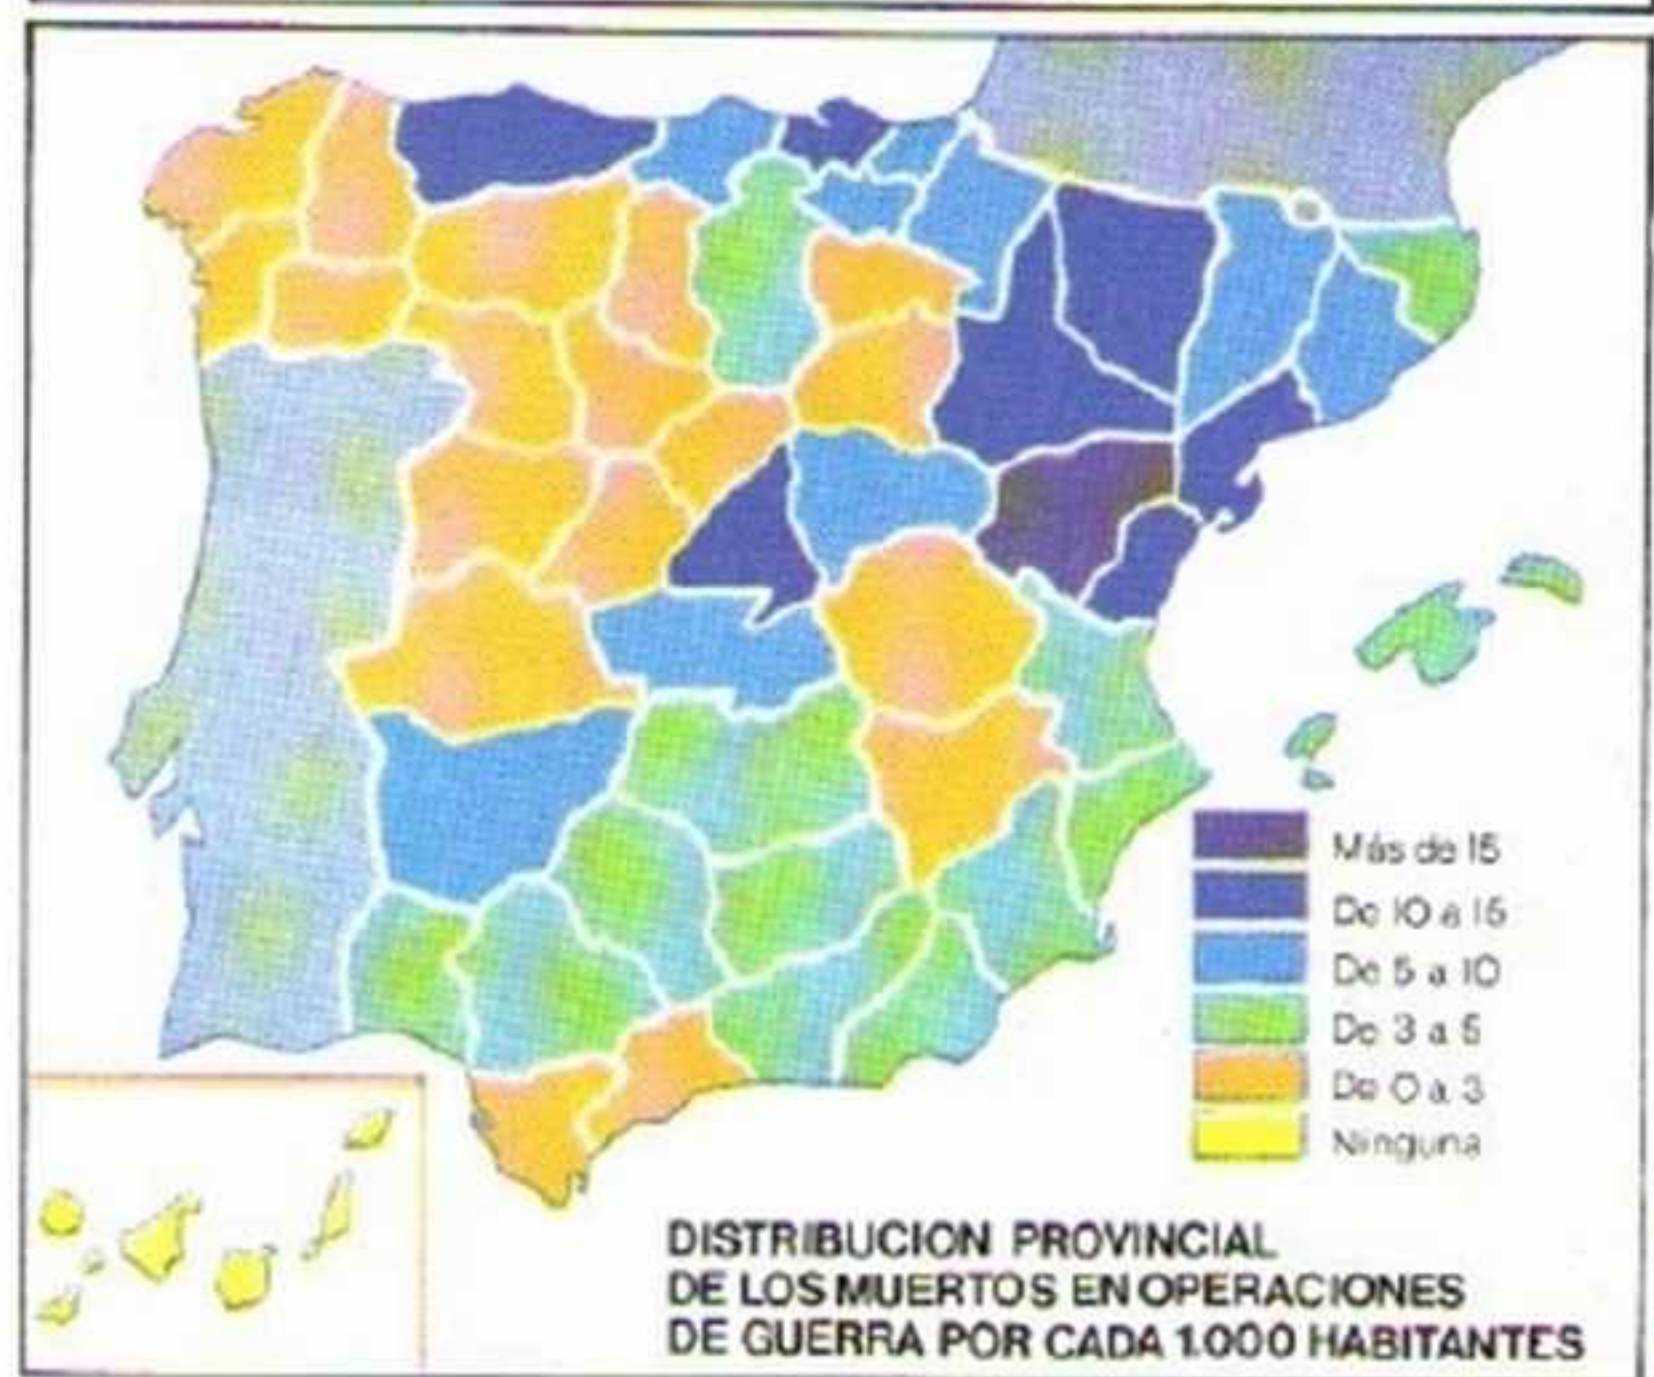 Más de 15
De 10 a 15
De 5 a 10
De 3 a 5
De 0 a 3
Ninguna
DISTRIBUCION PROVINCIAL
DE LOS MUERTOS EN OPERACIONES
DE GUERRA POR CADA 1.000 HABITANTES